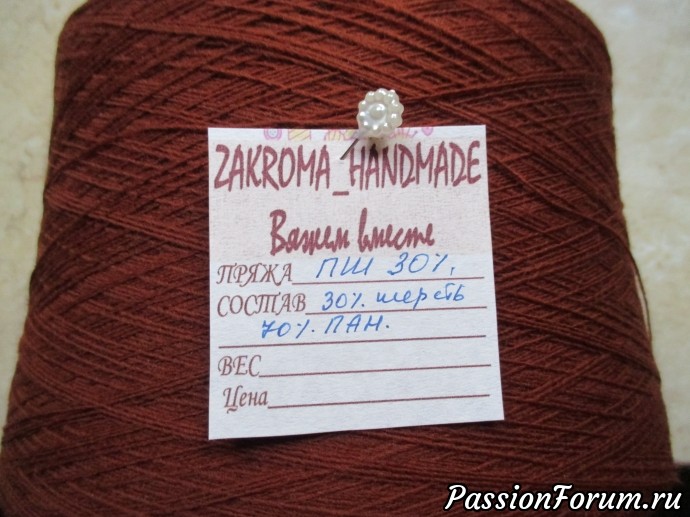 ZAKROMA_HANDMADE
Вяжем вместе
ПРЯЖА ПШ 30%,
СОСТАВ 30% шерсть
70% ПАН.
ВЕС
Цена
PassionForum.ru